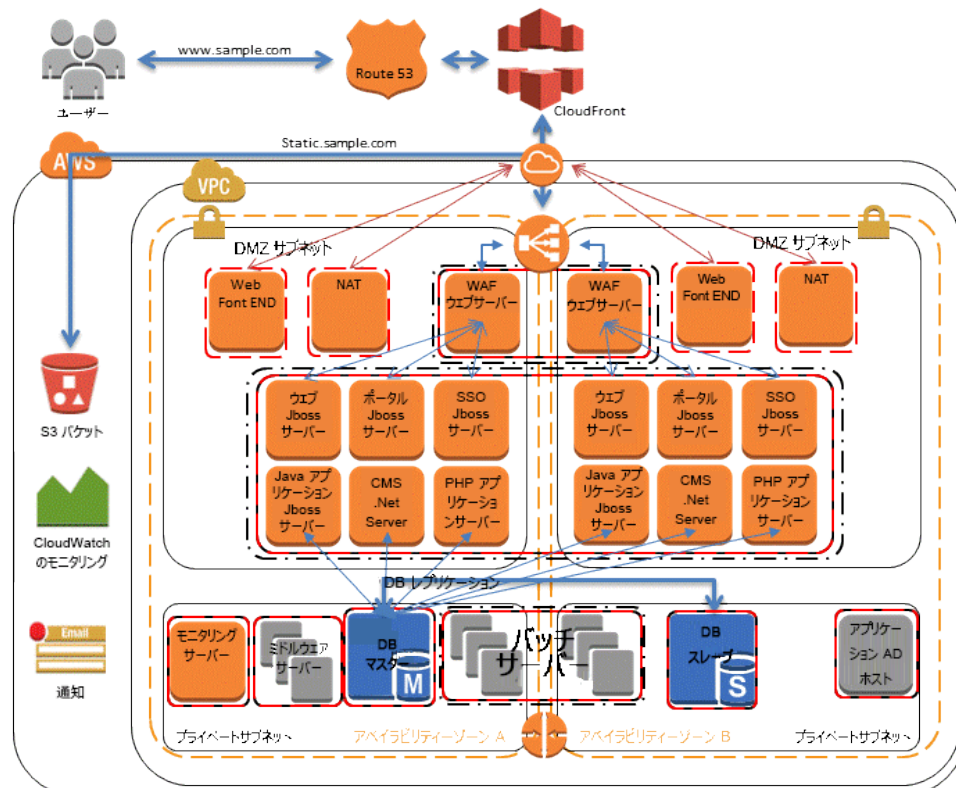 www.sample.com
Route 53
ユーザー
CloudFront
Static.sample.com
AWS
VPC
DMZ サブネット
DMZ サブネット
Web
Font END
NAT
WAF
ウェブサーバー
WAF
ウェブサーバー
Web
Font END
NAT
S3 バケット
ウェブ
Jboss
サーバー
ポータル
Jboss
サーバー
SSO
Jboss
サーバー
ウェブ
Jboss
サーバー
ポータル
Jboss
サーバー
SSO
Jboss
サーバー
Java アプ
リケーション
Jboss
サーバー
CMS
.Net
Server
PHP アプ
リケーショ
ンサーバー
Java アプ
リケーション
Jboss
サーバー
CMS
.Net
Server
PHP アプ
リケーション
サーバー
CloudWatch
のモニタリング
DB レプリケーション
Email
通知
モニタリング
サーバー
ミドルウェア
サーバー
DB
マスター
M
バッチ
サーバー
DB
スレーブ
S
アプリケー
ション AD
ホスト
プライベートサブネット
アベイラビリティーゾーン A
アベイラビリティーゾーン B
プライベートサブネット